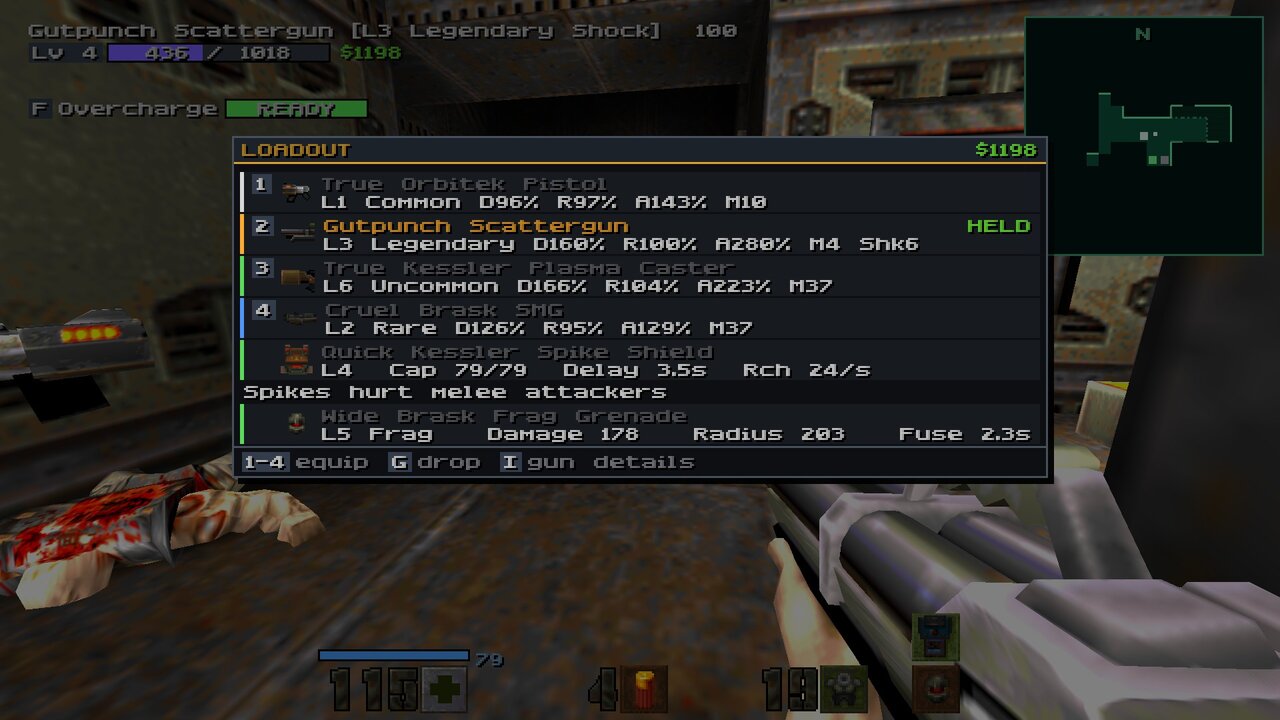 Gutpunch Scattergun [L3 Legendary Shock] 100
Lv 4 436 / 1018 $1198
N
F Overcharge READY
LOADOUT $1198
1 True Orbitek Pistol
L1 Common D96% R97% A143% M10
2 Gutpunch Scattergun HELD
L3 Legendary D160% R100% A280% M4 Shk6
3 True Kessler Plasma Caster
L6 Uncommon D166% R104% A223% M37
4 Cruel Brask SMG
L2 Rare D126% R95% A129% M37
Quick Kessler Spike Shield
L4 Cap 79/79 Delay 3.5s Rch 24/s
Spikes hurt melee attackers
Wide Brask Frag Grenade
L5 Frag Damage 178 Radius 203 Fuse 2.3s
1-4 equip G drop I gun details
79
115 4 19